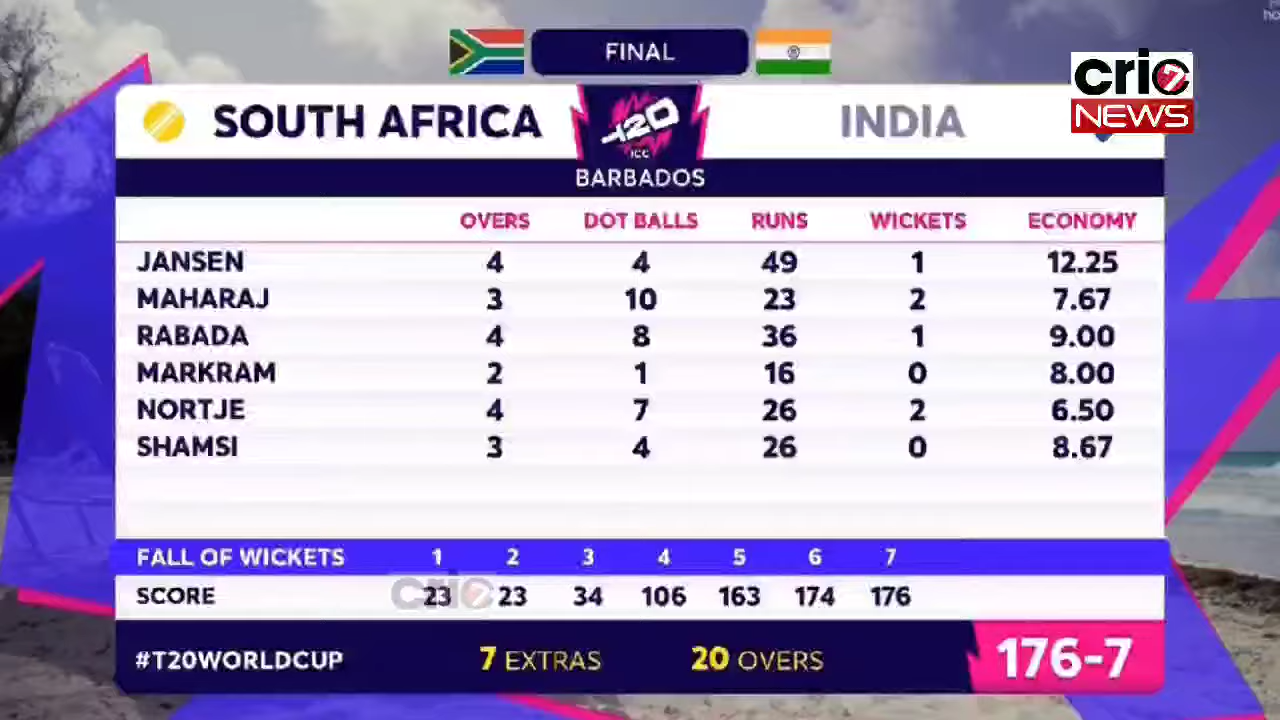 FINAL
cric
NEWS
SOUTH AFRICA
T20
INDIA
ICC
BARBADOS
OVERS DOT BALLS RUNS WICKETS ECONOMY
JANSEN 4 4 49 1 12.25
MAHARAJ 3 10 23 2 7.67
RABADA 4 8 36 1 9.00
MARKRAM 2 1 16 0 8.00
NORTJE 4 7 26 2 6.50
SHAMSI 3 4 26 0 8.67
FALL OF WICKETS 1 2 3 4 5 6 7
cric
SCORE 23 23 34 106 163 174 176
#T20WORLDCUP 7 EXTRAS 20 OVERS 176-7